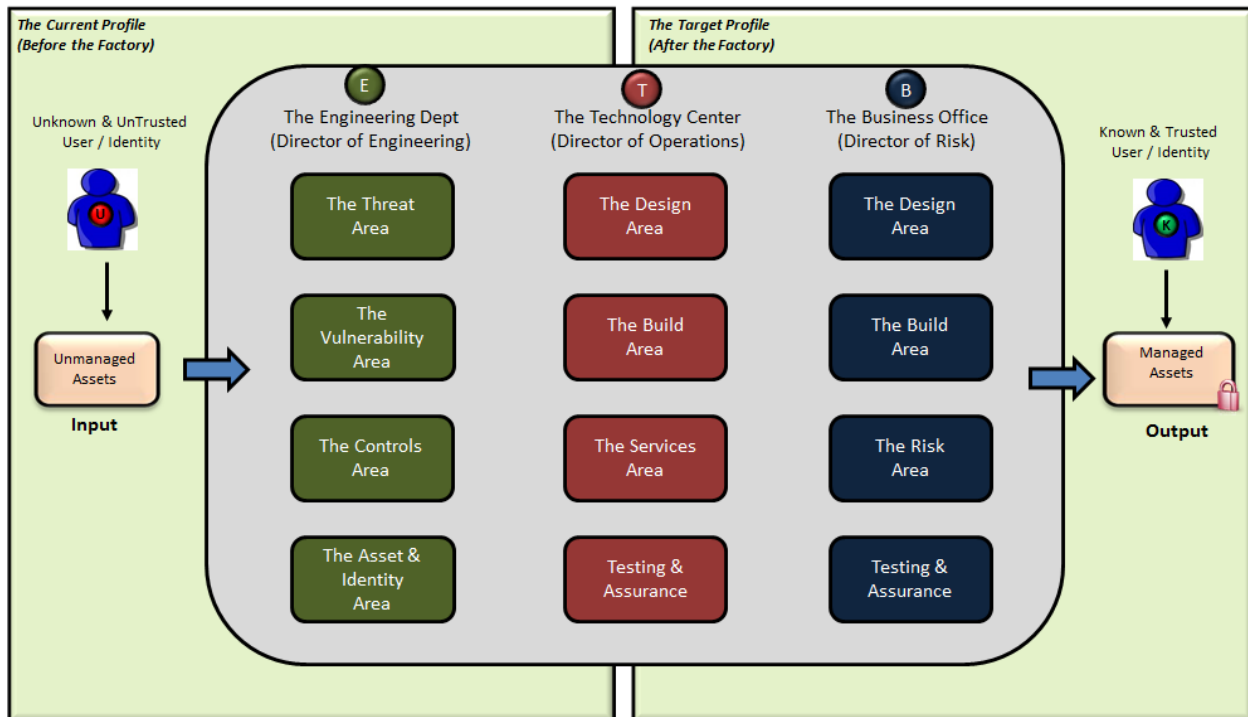 The Current Profile
(Before the Factory)
The Target Profile
(After the Factory)
E
T
B
The Engineering Dept
(Director of Engineering)
The Technology Center
(Director of Operations)
The Business Office
(Director of Risk)
Unknown & UnTrusted
User / Identity
U
Unmanaged
Assets
Input
The Threat
Area
The
Vulnerability
Area
The Controls
Area
The Asset &
Identity
Area
The Design
Area
The Build
Area
The Services
Area
Testing &
Assurance
The Design
Area
The Build
Area
The Risk
Area
Testing &
Assurance
Known & Trusted
User / Identity
K
Managed
Assets
Output